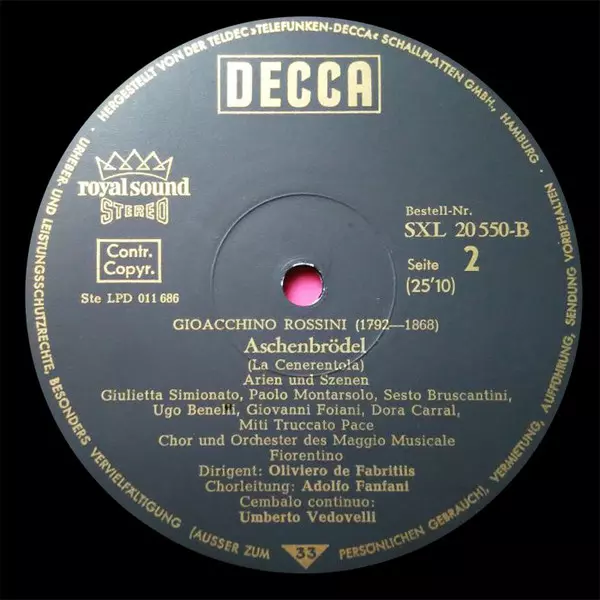 · HERGESTELLT VON DER TELDEC »TELEFUNKEN-DECCA« SCHALLPLATTEN GMBH., HAMBURG ·
URHEBER- UND LEISTUNGSSCHUTZRECHTE, BESONDERS VERVIELFÄLTIGUNG (AUSSER ZUM PERSÖNLICHEN GEBRAUCH), VERMIETUNG, AUFFÜHRUNG, SENDUNG VORBEHALTEN ·
DECCA
royal sound
STEREO
Contr.
Copyr.
Ste LPD 011 686
Bestell-Nr.
SXL 20 550-B
Seite 2
(25'10)
GIOACCHINO ROSSINI (1792—1868)
Aschenbrödel
(La Cenerentola)
Arien und Szenen
Giulietta Simionato, Paolo Montarsolo, Sesto Bruscantini,
Ugo Benelli, Giovanni Foiani, Dora Carral,
Miti Truccato Pace
Chor und Orchester des Maggio Musicale
Fiorentino
Dirigent: Oliviero de Fabritiis
Chorleitung: Adolfo Fanfani
Cembalo continuo:
Umberto Vedovelli
33